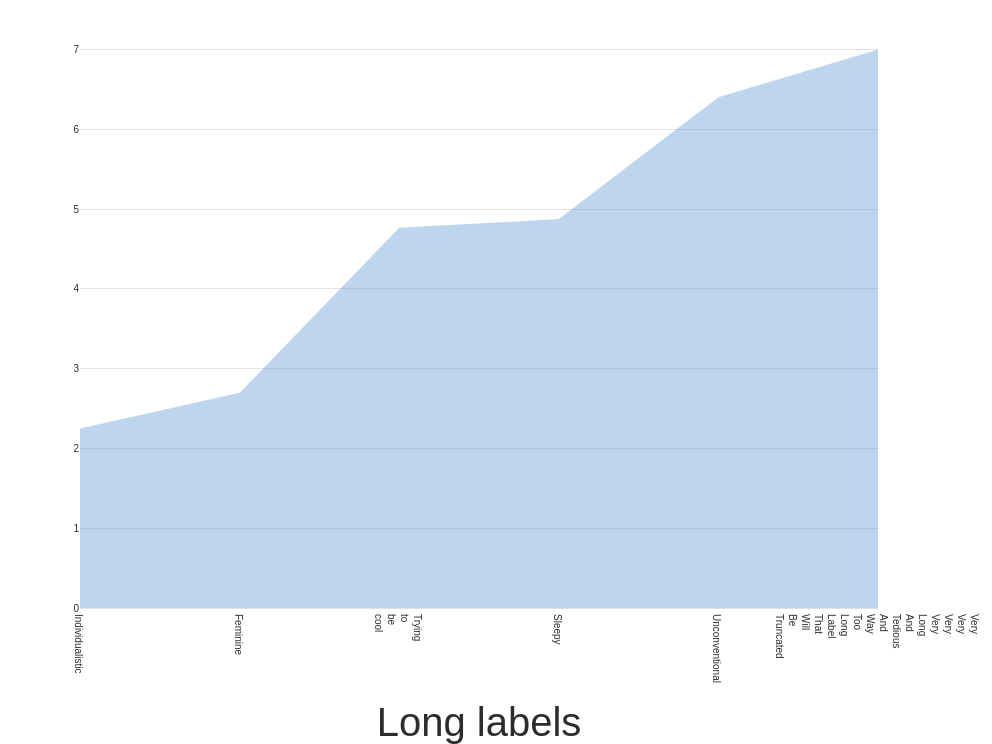 7
6
5
4
3
2
1
0
Individualistic
Feminine
Trying
to
be
cool
Sleepy
Unconventional
Very
Very
Very
Very
Long
And
Tedious
And
Way
Too
Long
Label
That
Will
Be
Truncated
Long labels